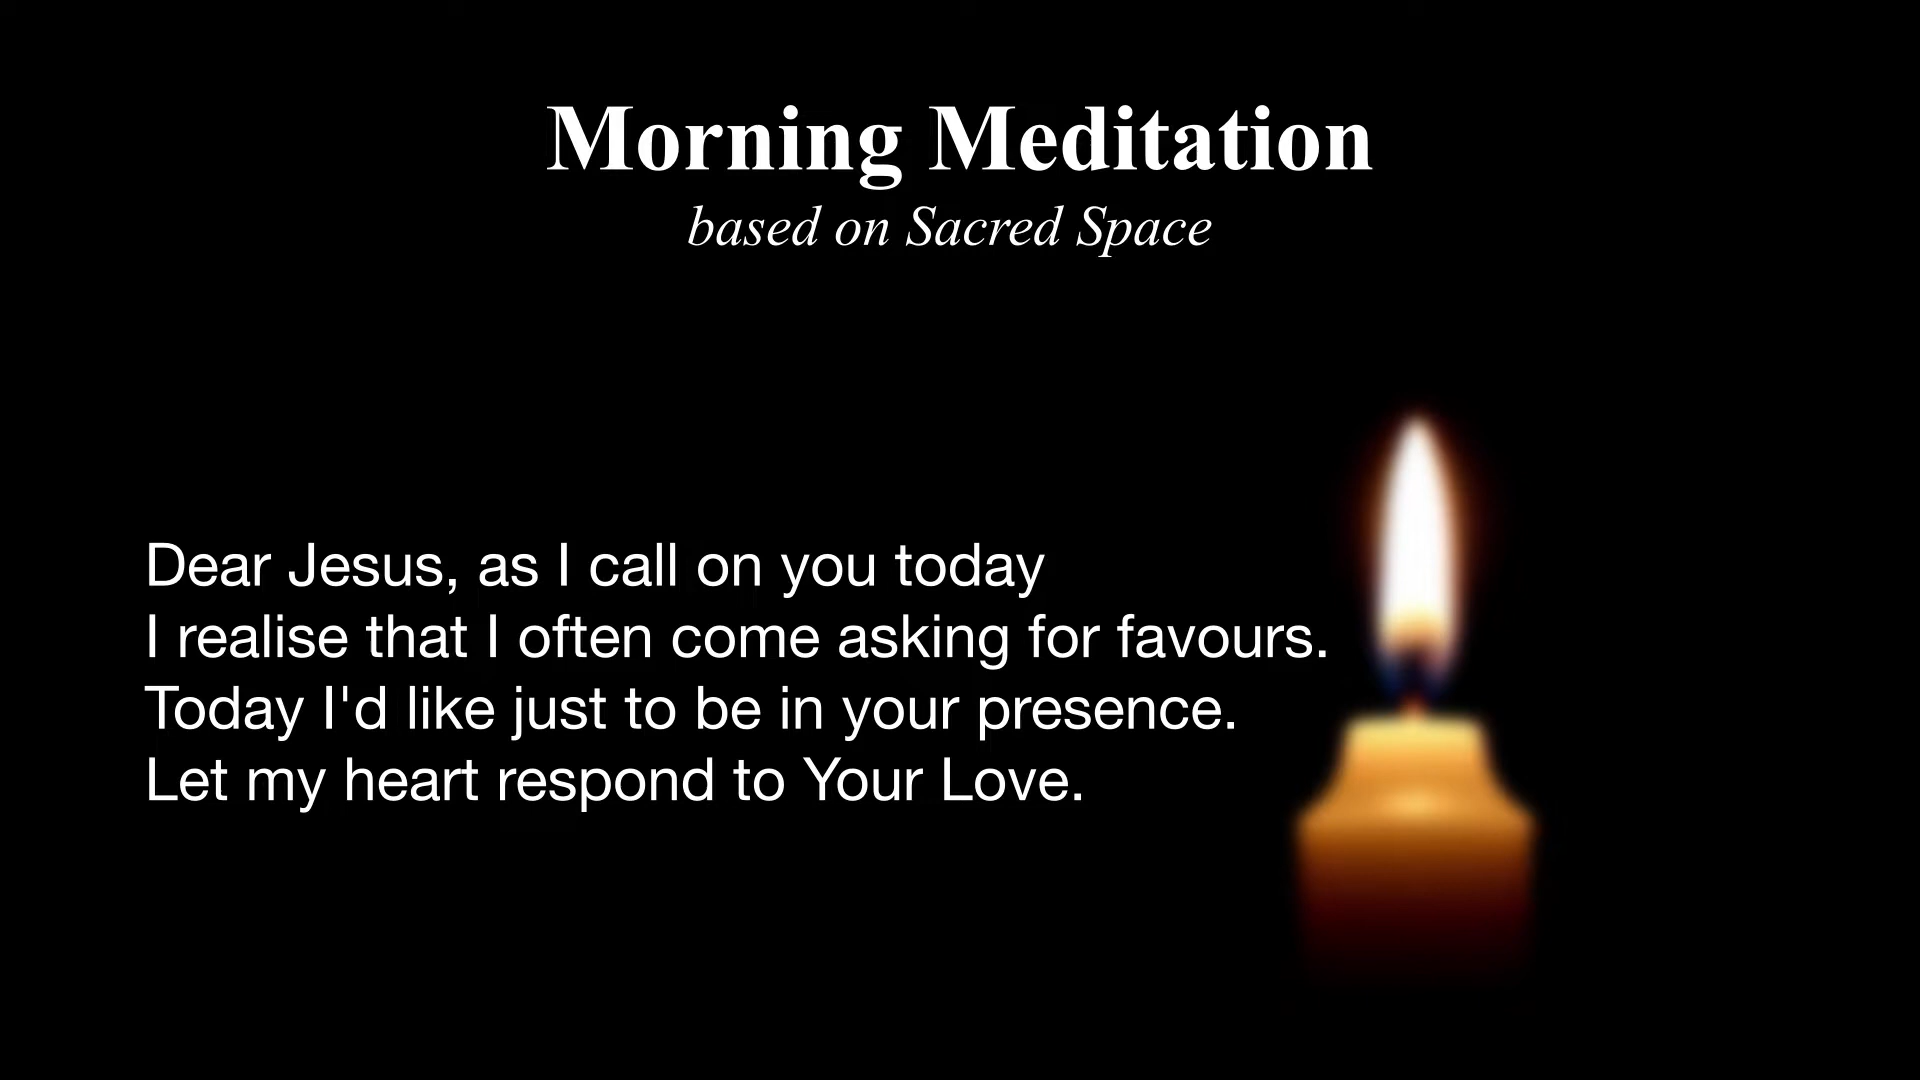 Morning Meditation
based on Sacred Space
Dear Jesus, as I call on you today
I realise that I often come asking for favours.
Today I'd like just to be in your presence.
Let my heart respond to Your Love.